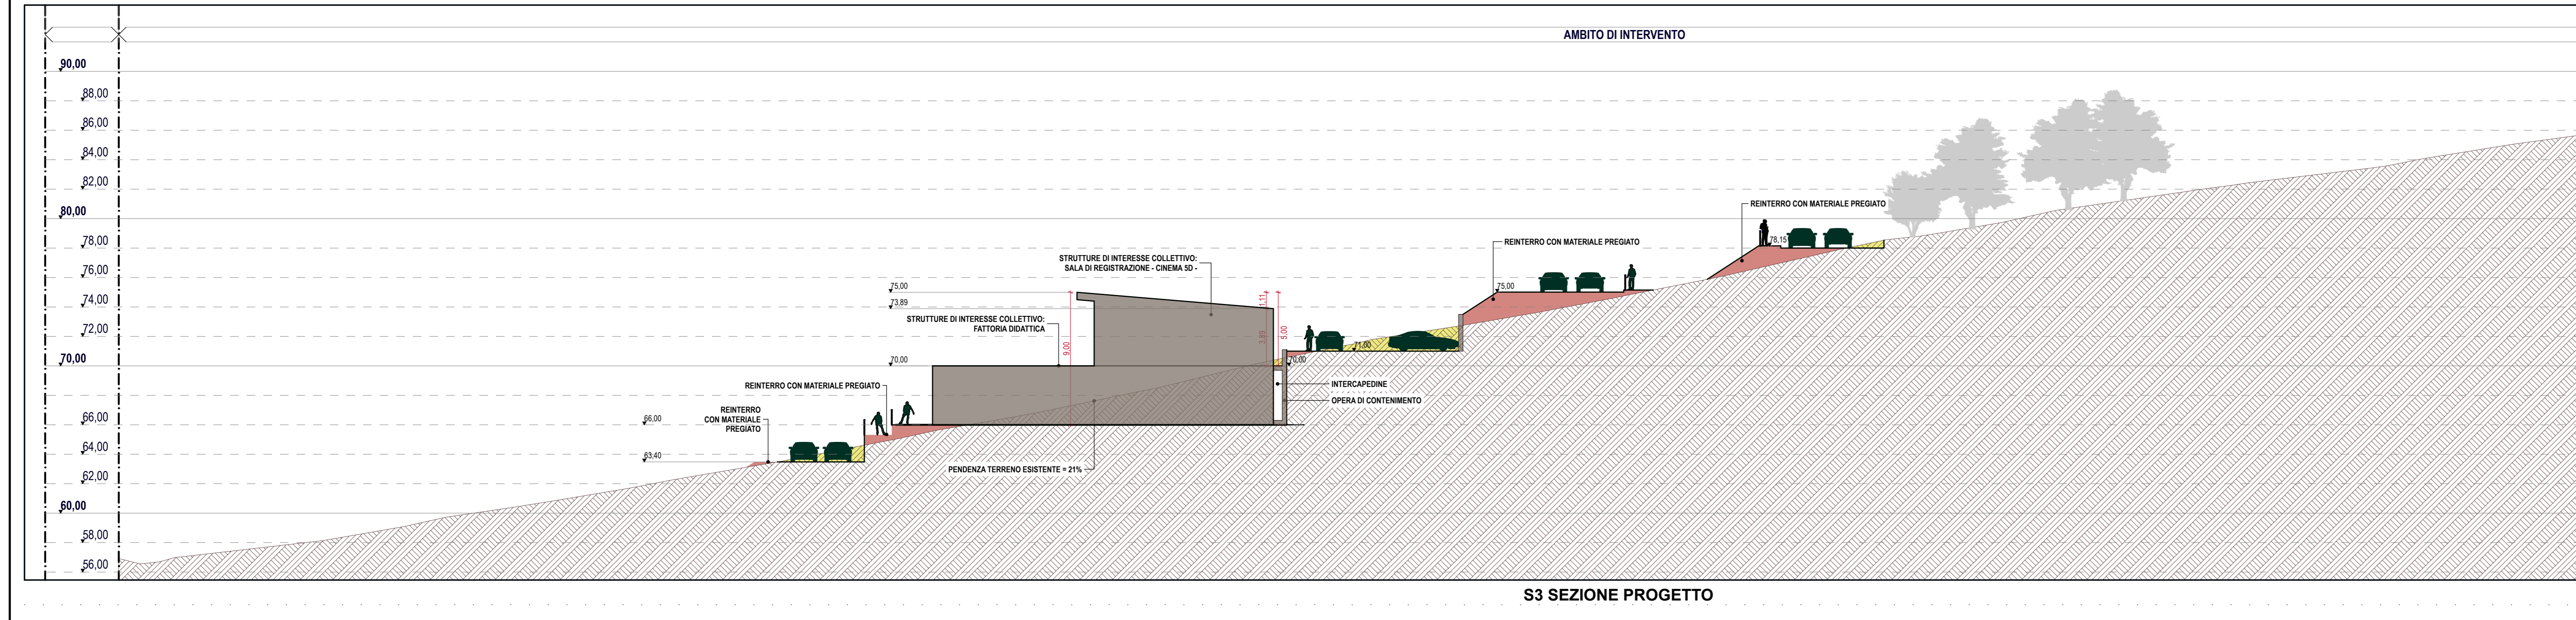 AMBITO DI INTERVENTO
90,00
88,00
86,00
84,00
82,00
80,00
78,00
76,00
74,00
72,00
70,00
66,00
64,00
62,00
60,00
58,00
56,00
REINTERRO CON MATERIALE PREGIATO
78,15
REINTERRO CON MATERIALE PREGIATO
75,00
STRUTTURE DI INTERESSE COLLETTIVO:
SALA DI REGISTRAZIONE - CINEMA 5D -
75,00
73,89
1,11
3,89
5,00
9,00
STRUTTURE DI INTERESSE COLLETTIVO:
FATTORIA DIDATTICA
70,00
71,00
70,00
INTERCAPEDINE
OPERA DI CONTENIMENTO
REINTERRO CON MATERIALE PREGIATO
REINTERRO
CON MATERIALE
PREGIATO
66,00
63,40
PENDENZA TERRENO ESISTENTE = 21%
S3 SEZIONE PROGETTO